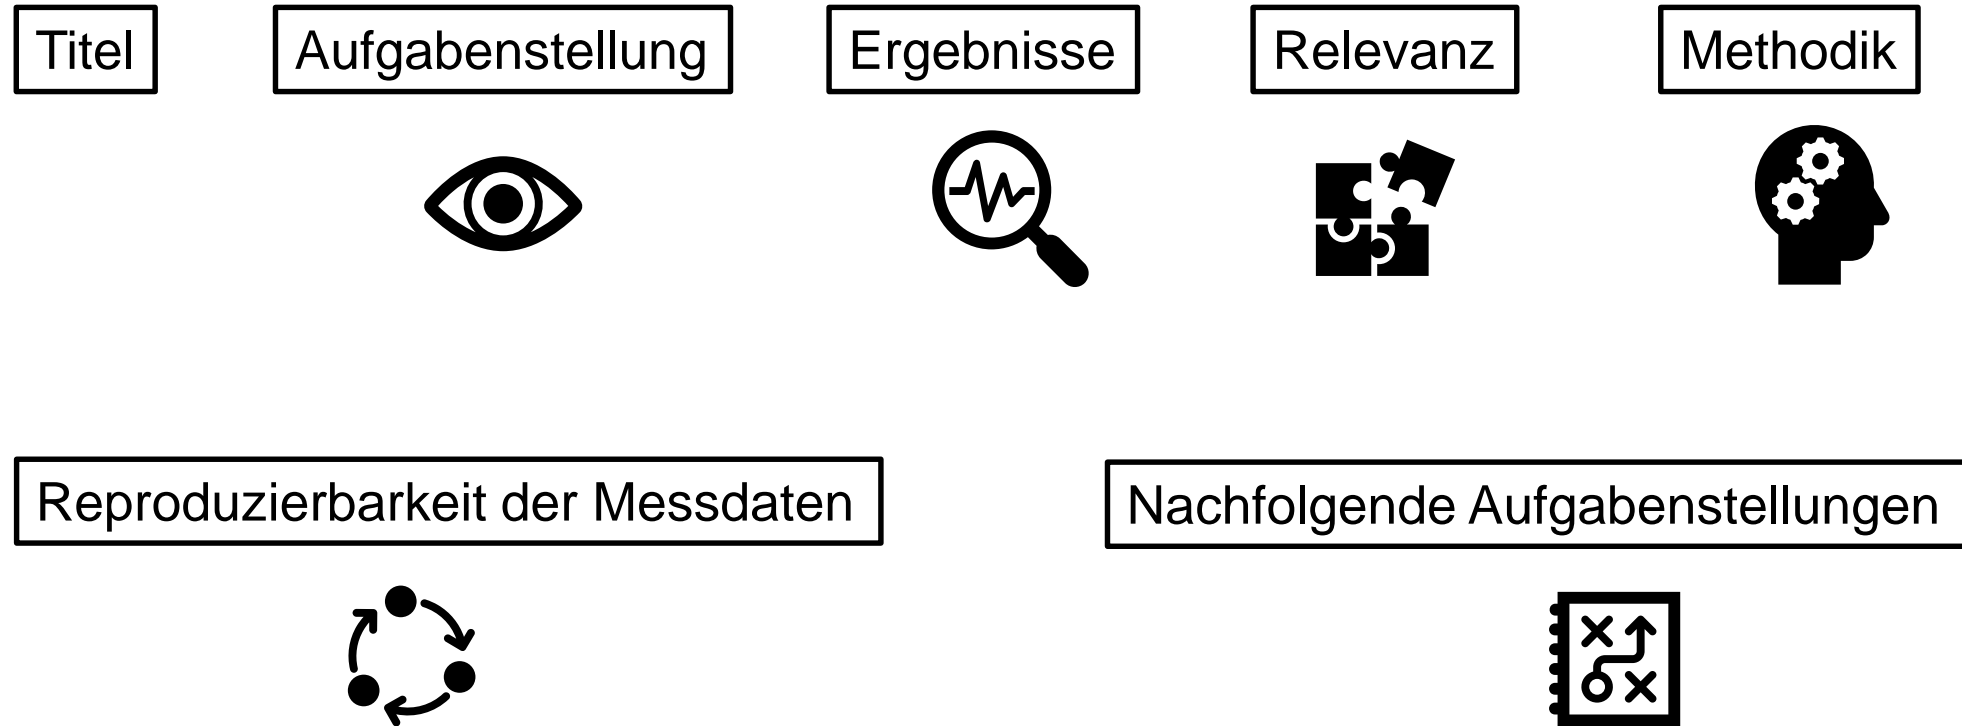 Titel
Aufgabenstellung
Ergebnisse
Relevanz
Methodik
Reproduzierbarkeit der Messdaten
Nachfolgende Aufgabenstellungen